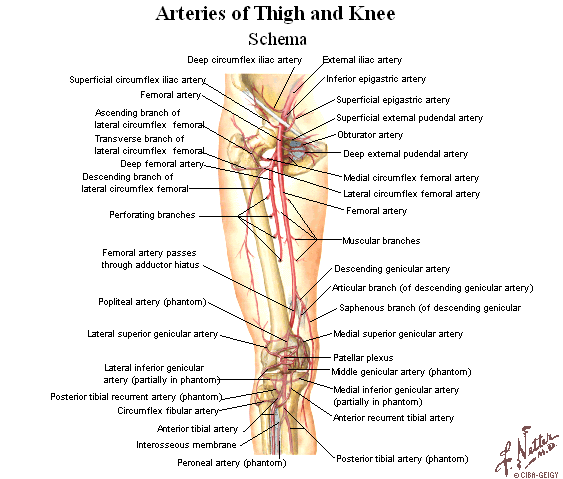 Arteries of Thigh and Knee
Schema
Deep circumflex iliac artery
External iliac artery
Superficial circumflex iliac artery
Inferior epigastric artery
Femoral artery
Superficial epigastric artery
Ascending branch of
lateral circumflex femoral
Superficial external pudendal artery
Transverse branch of
lateral circumflex femoral
Obturator artery
Deep femoral artery
Deep external pudendal artery
Descending branch of
lateral circumflex femoral
Medial circumflex femoral artery
Lateral circumflex femoral artery
Femoral artery
Perforating branches
Muscular branches
Femoral artery passes
through adductor hiatus
Descending genicular artery
Articular branch (of descending genicular artery)
Popliteal artery (phantom)
Saphenous branch (of descending genicular
Lateral superior genicular artery
Medial superior genicular artery
Patellar plexus
Lateral inferior genicular
artery (partially in phantom)
Middle genicular artery (phantom)
Posterior tibial recurrent artery (phantom)
Medial inferior genicular artery
(partially in phantom)
Circumflex fibular artery
Anterior recurrent tibial artery
Anterior tibial artery
Interosseous membrane
Peroneal artery (phantom)
Posterior tibial artery (phantom)
F. Netter M.D.
© CIBA-GEIGY